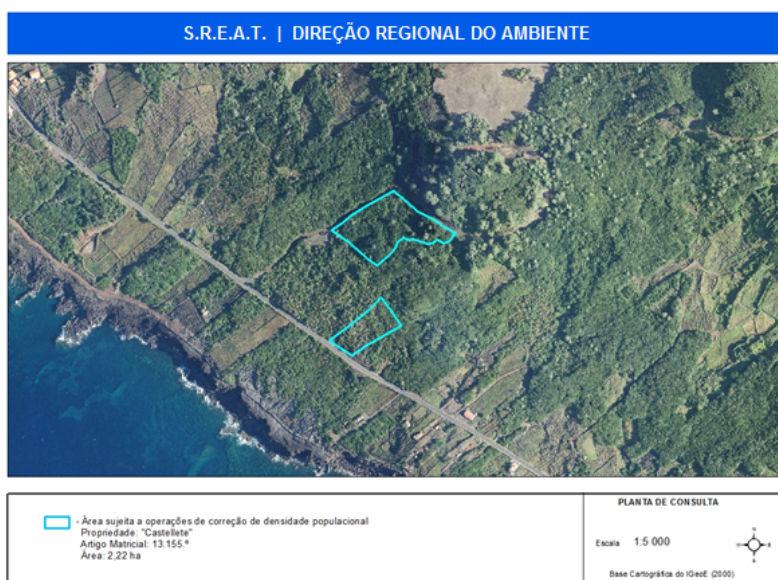 S.R.E.A.T. | DIREÇÃO REGIONAL DO AMBIENTE
- Área sujeita a operações de correção de densidade populacional
Propriedade: "Castellete"
Artigo Matricial: 13.155.º
Área: 2,22 ha
PLANTA DE CONSULTA
Escala 1:5 000
Base Cartográfica do IGeoE (2000)